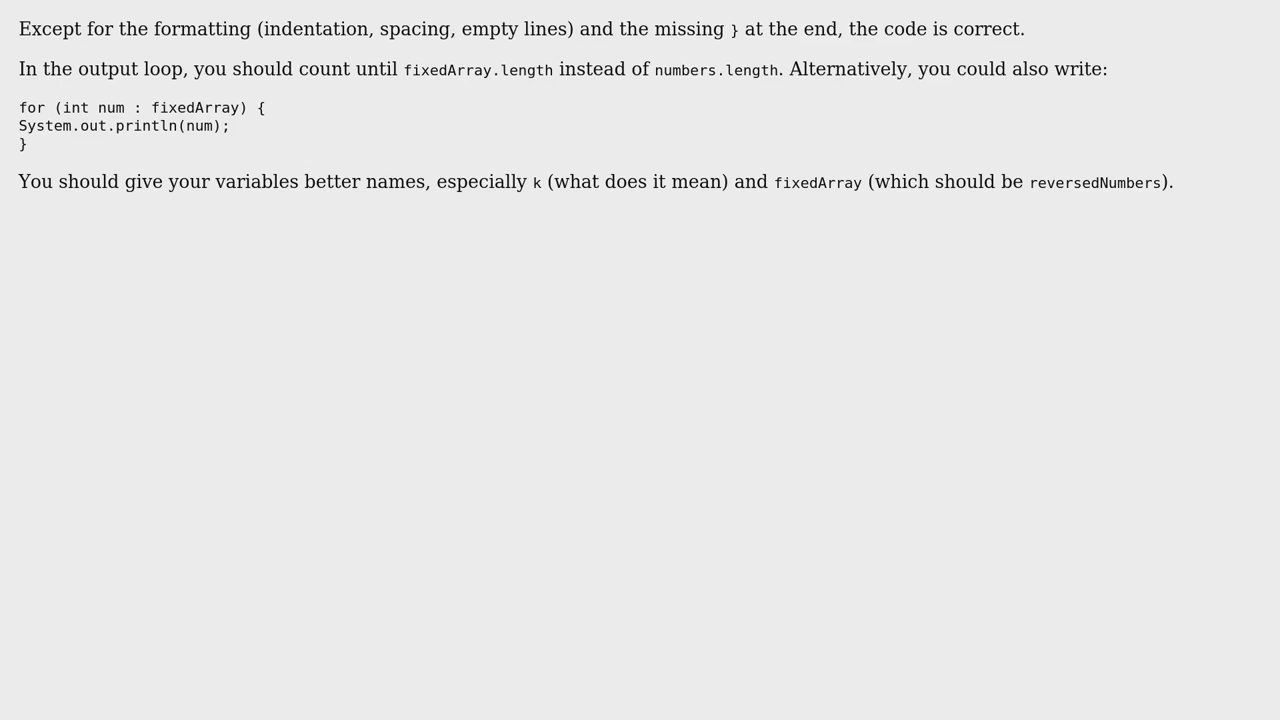 Except for the formatting (indentation, spacing, empty lines) and the missing } at the end, the code is correct.
In the output loop, you should count until fixedArray.length instead of numbers.length. Alternatively, you could also write:
for (int num : fixedArray) {
System.out.println(num);
}
You should give your variables better names, especially k (what does it mean) and fixedArray (which should be reversedNumbers).